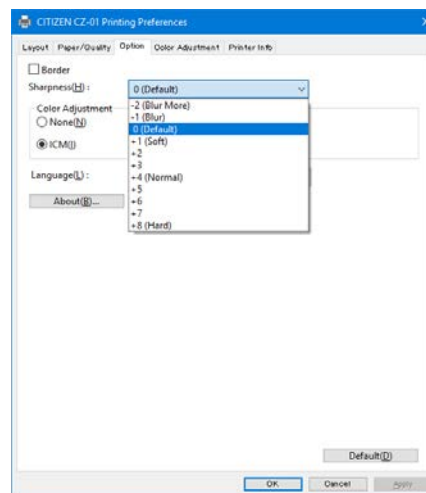 CITIZEN CZ-01 Printing Preferences
Layout Paper/Quality Option Color Adjustment Printer Info
Border
Sharpness(H) : 0 (Default)
-2 (Blur More)
-1 (Blur)
0 (Default)
+1 (Soft)
+2
+3
+4 (Normal)
+5
+6
+7
+8 (Hard)
Color Adjustment
None(N)
ICM(I)
Language(L) :
About(B)...
Default(D)
OK Cancel Apply